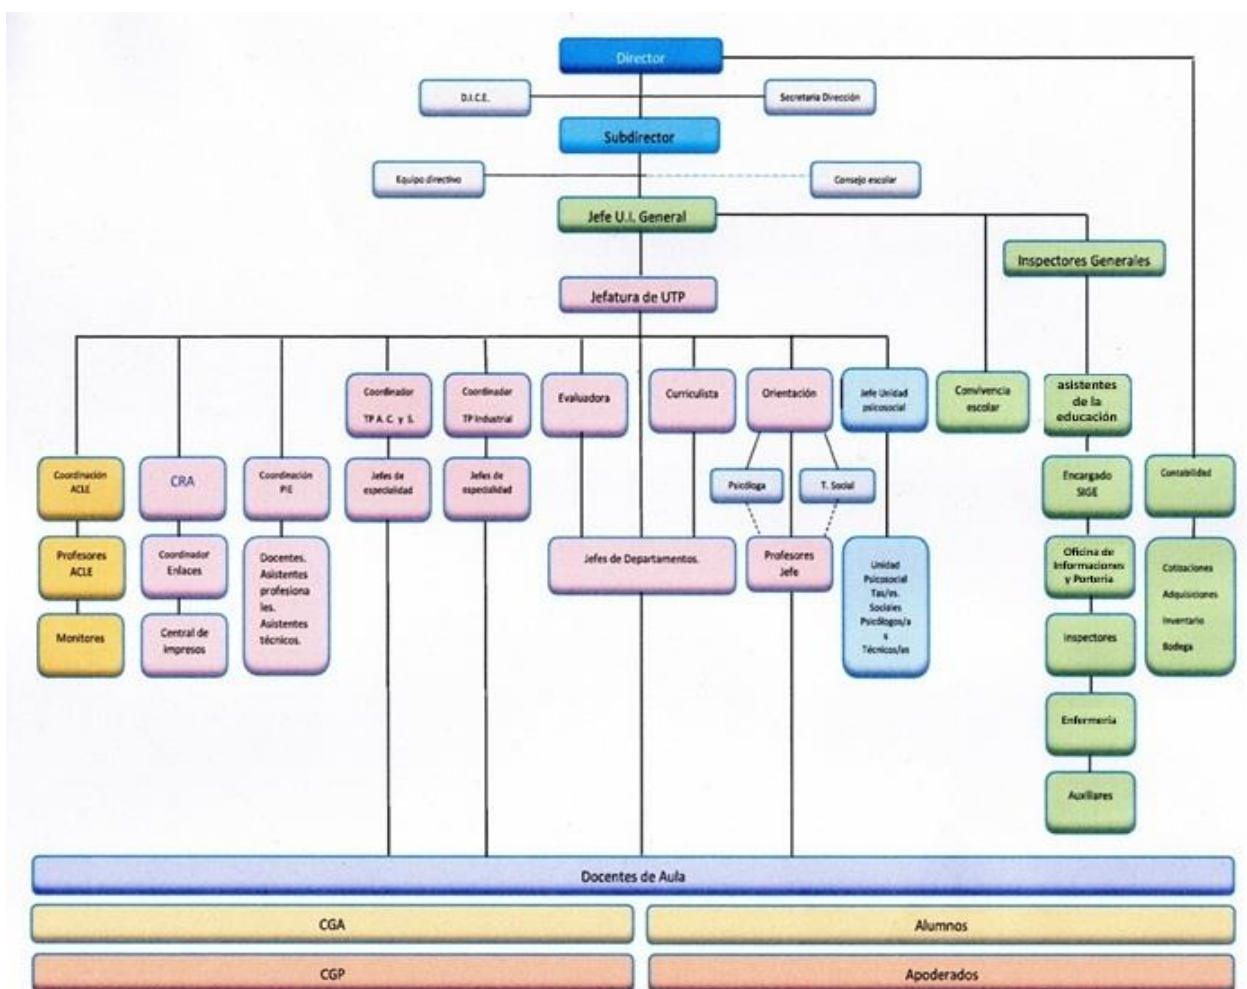 Director
D.I.C.E.
Secretaria Dirección
Subdirector
Equipo directivo
Consejo escolar
Jefe U.I. General
Inspectores Generales
Jefatura de UTP
Coordinador
TP A. C. y S.
Coordinador
TP Industrial
Evaluadora
Curriculista
Orientación
Jefe Unidad
psicosocial
Convivencia
escolar
asistentes
de la
educación
Coordinación
ACLE
CRA
Coordinación
PIE
Jefes de
especialidad
Jefes de
especialidad
Psicóloga
T. Social
Encargado
SIGE
Contabilidad
Profesores
ACLE
Coordinador
Enlaces
Docentes.
Asistentes
profesiona
les.
Asistentes
técnicos.
Jefes de Departamentos.
Profesores
Jefe
Unidad
Psicosocial
Tas/es.
Sociales
Psicólogos/a
s
Técnicos/as
Oficina de
Informaciones
y Portería
Cotizaciones
Adquisiciones
Inventario
Bodega
Monitores
Central de
impresos
Inspectores
Enfermería
Auxiliares
Docentes de Aula
CGA
Alumnos
CGP
Apoderados